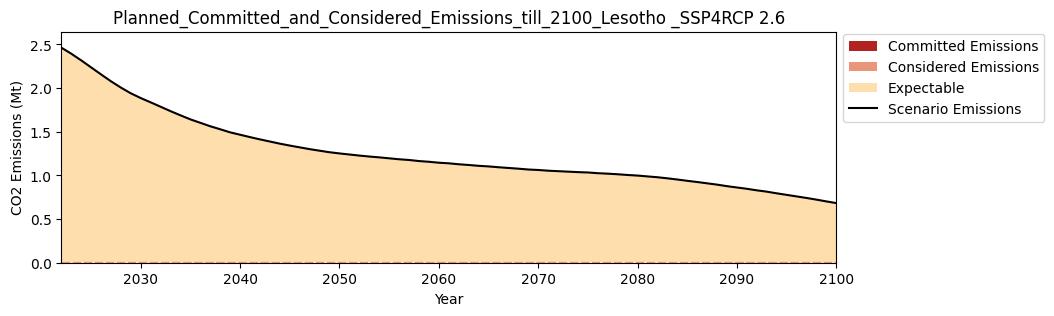 Planned_Committed_and_Considered_Emissions_till_2100_Lesotho _SSP4RCP 2.6
Committed Emissions
Considered Emissions
Expectable
Scenario Emissions
CO2 Emissions (Mt)
2.5
2.0
1.5
1.0
0.5
0.0
2030 2040 2050 2060 2070 2080 2090 2100
Year